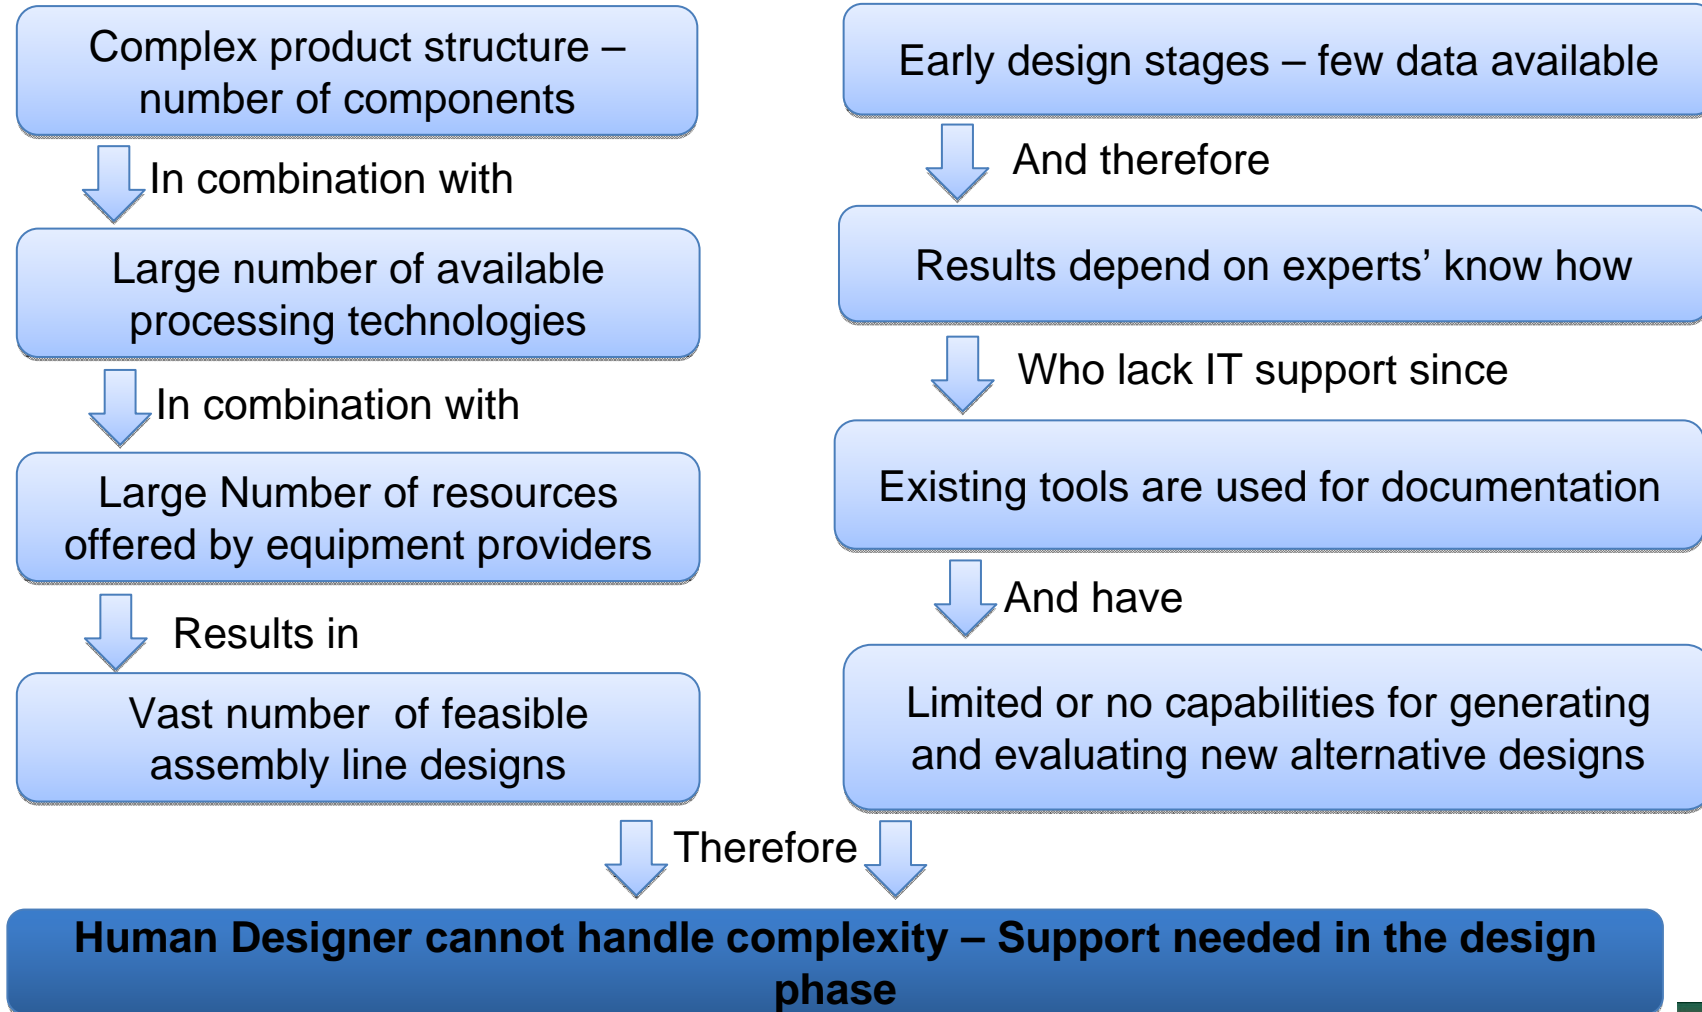 Complex product structure –
number of components
In combination with
Large number of available
processing technologies
In combination with
Large Number of resources
offered by equipment providers
Results in
Vast number of feasible
assembly line designs
Early design stages – few data available
And therefore
Results depend on experts’ know how
Who lack IT support since
Existing tools are used for documentation
And have
Limited or no capabilities for generating
and evaluating new alternative designs
Therefore
Human Designer cannot handle complexity – Support needed in the design
phase